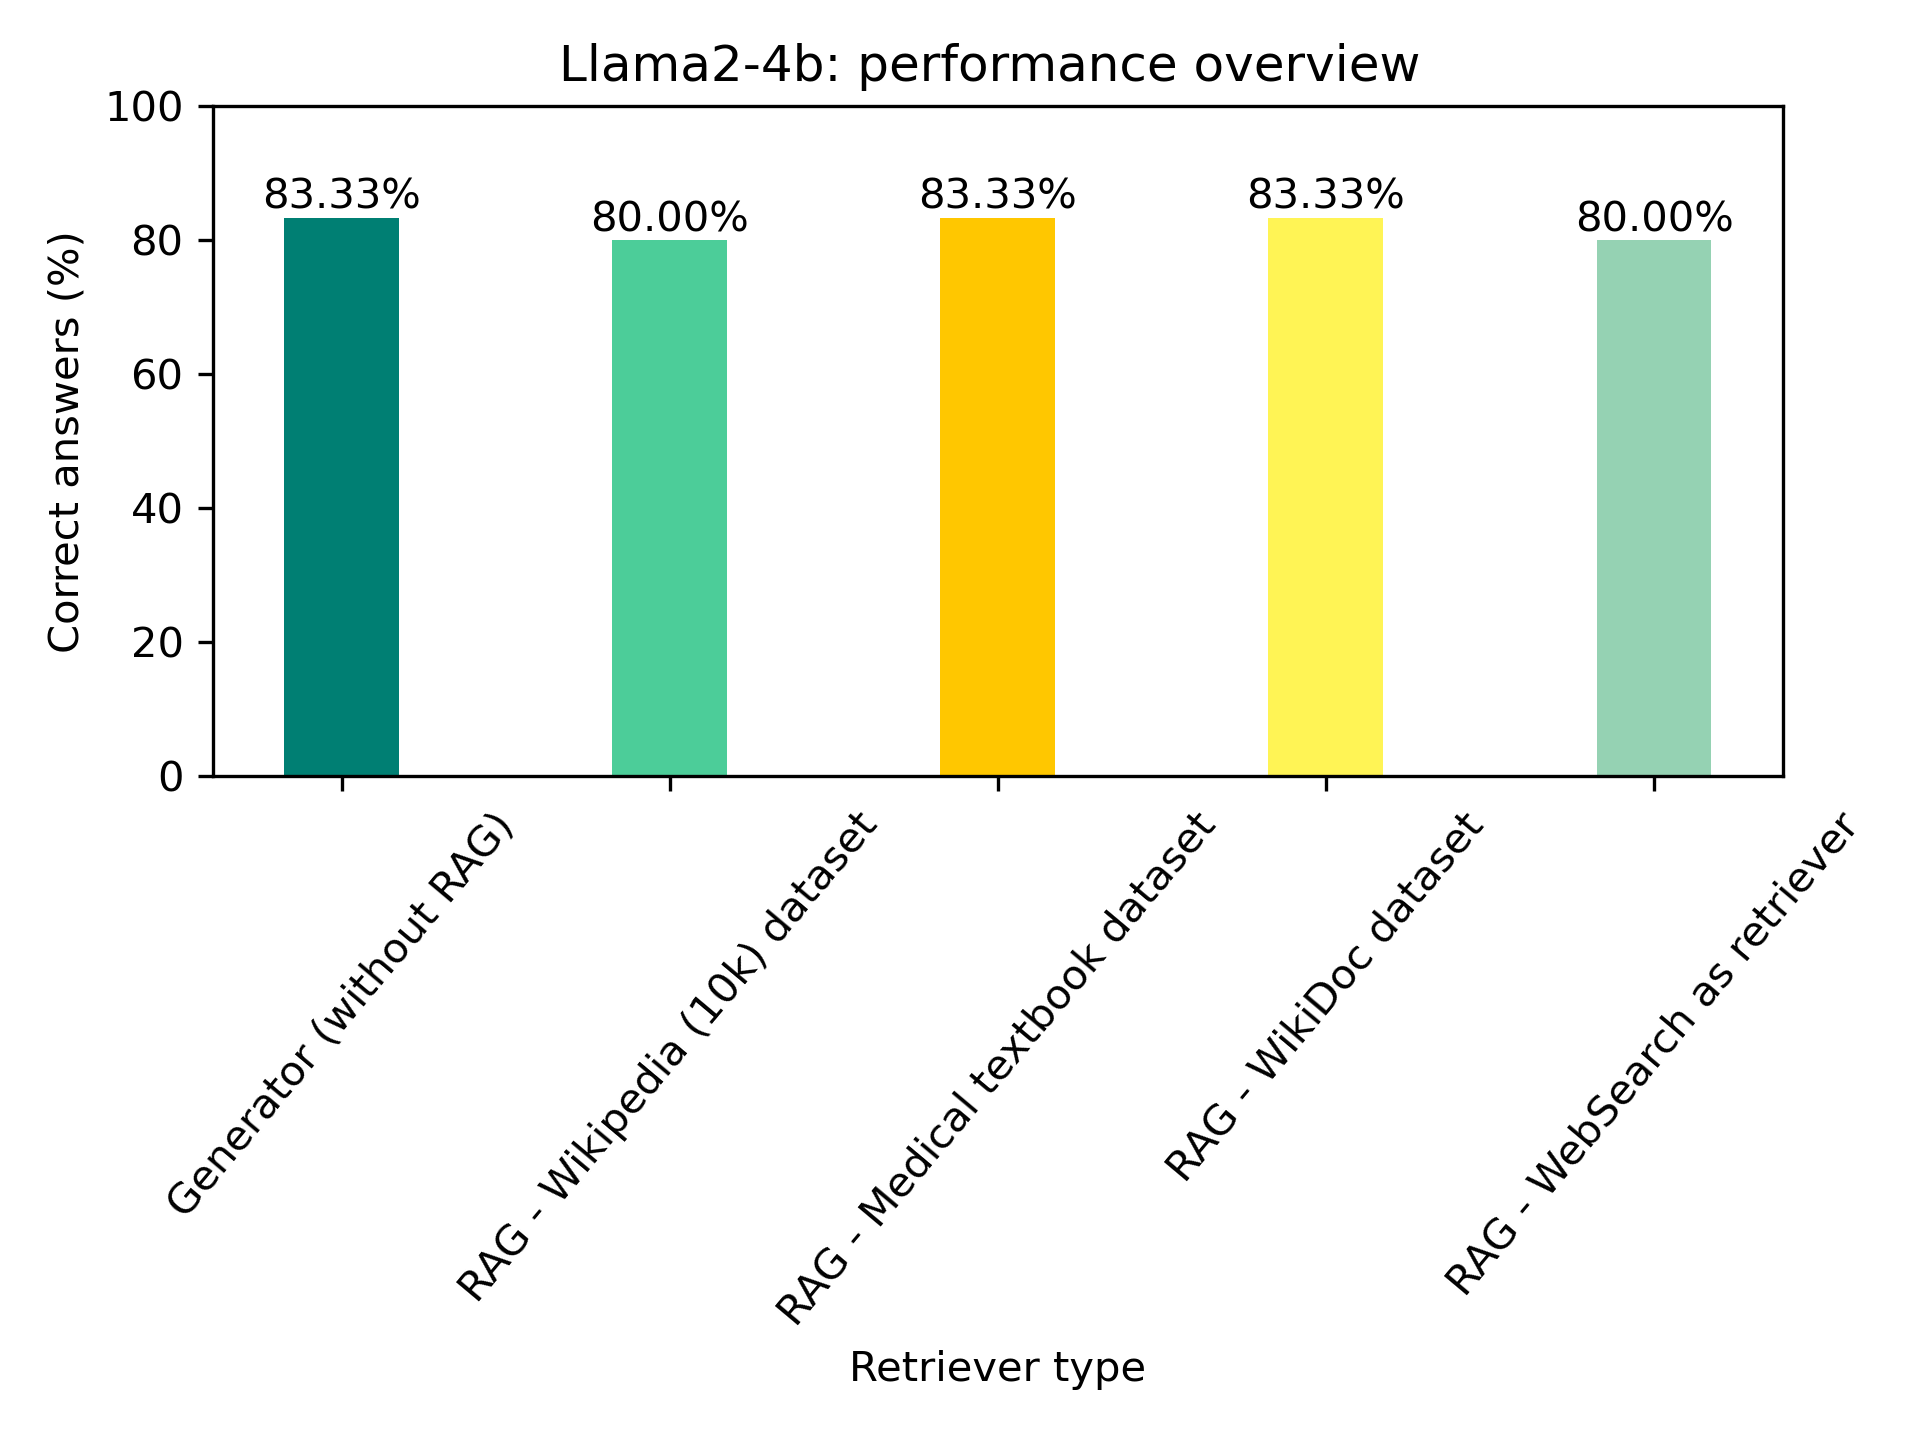 Llama2-4b: performance overview
Correct answers (%)
100
80
60
40
20
0
83.33%
80.00%
83.33%
83.33%
80.00%
Generator (without RAG)
RAG - Wikipedia (10k) dataset
RAG - Medical textbook dataset
RAG - WikiDoc dataset
RAG - WebSearch as retriever
Retriever type